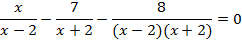 x/(x − 2) − 7/(x + 2) − 8/((x − 2)(x + 2)) = 0